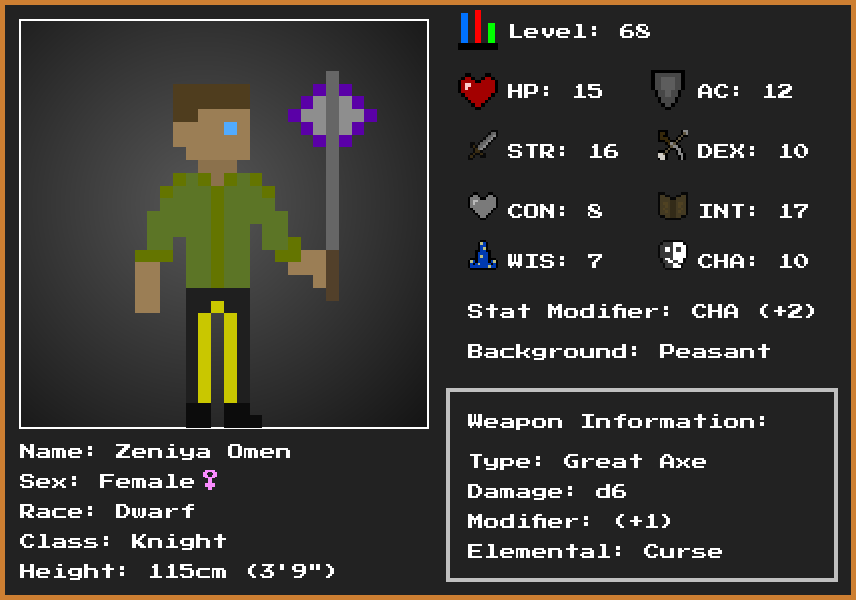 Level: 68
HP: 15
AC: 12
STR: 16
DEX: 10
CON: 8
INT: 17
WIS: 7
CHA: 10
Stat Modifier: CHA (+2)
Background: Peasant
Weapon Information:
Type: Great Axe
Damage: d6
Modifier: (+1)
Elemental: Curse
Name: Zeniya Omen
Sex: Female♀
Race: Dwarf
Class: Knight
Height: 115cm (3'9")